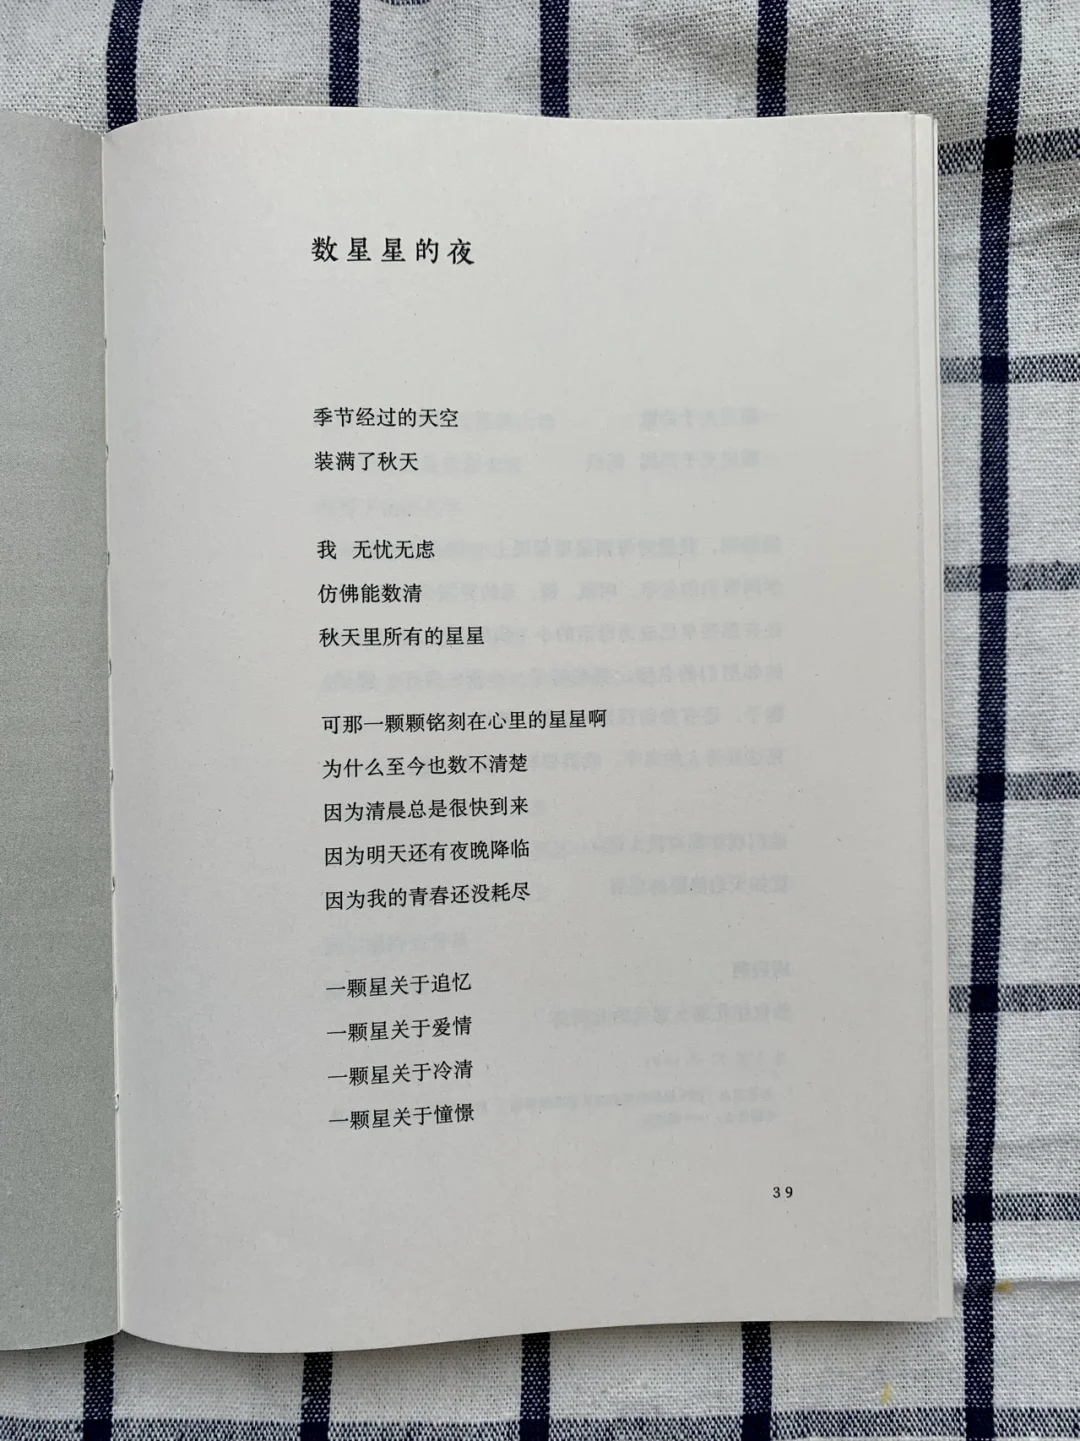 数星星的夜
季节经过的天空
装满了秋天
我 无忧无虑
仿佛能数清
秋天里所有的星星
可那一颗颗铭刻在心里的星星啊
为什么至今也数不清楚
因为清晨总是很快到来
因为明天还有夜晚降临
因为我的青春还没耗尽
一颗星关于追忆
一颗星关于爱情
一颗星关于冷清
一颗星关于憧憬
39